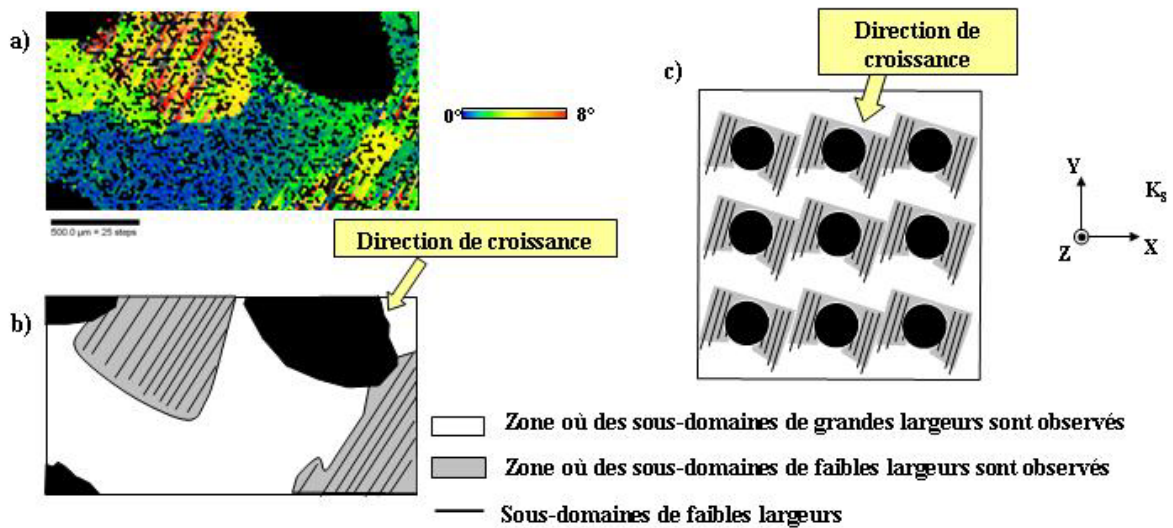 a)
0°
8°
500.0 µm = 25 steps
Direction de croissance
b)
Direction de
croissance
c)
Y
K_s
Z
X
Zone où des sous-domaines de grandes largeurs sont observés
Zone où des sous-domaines de faibles largeurs sont observés
Sous-domaines de faibles largeurs